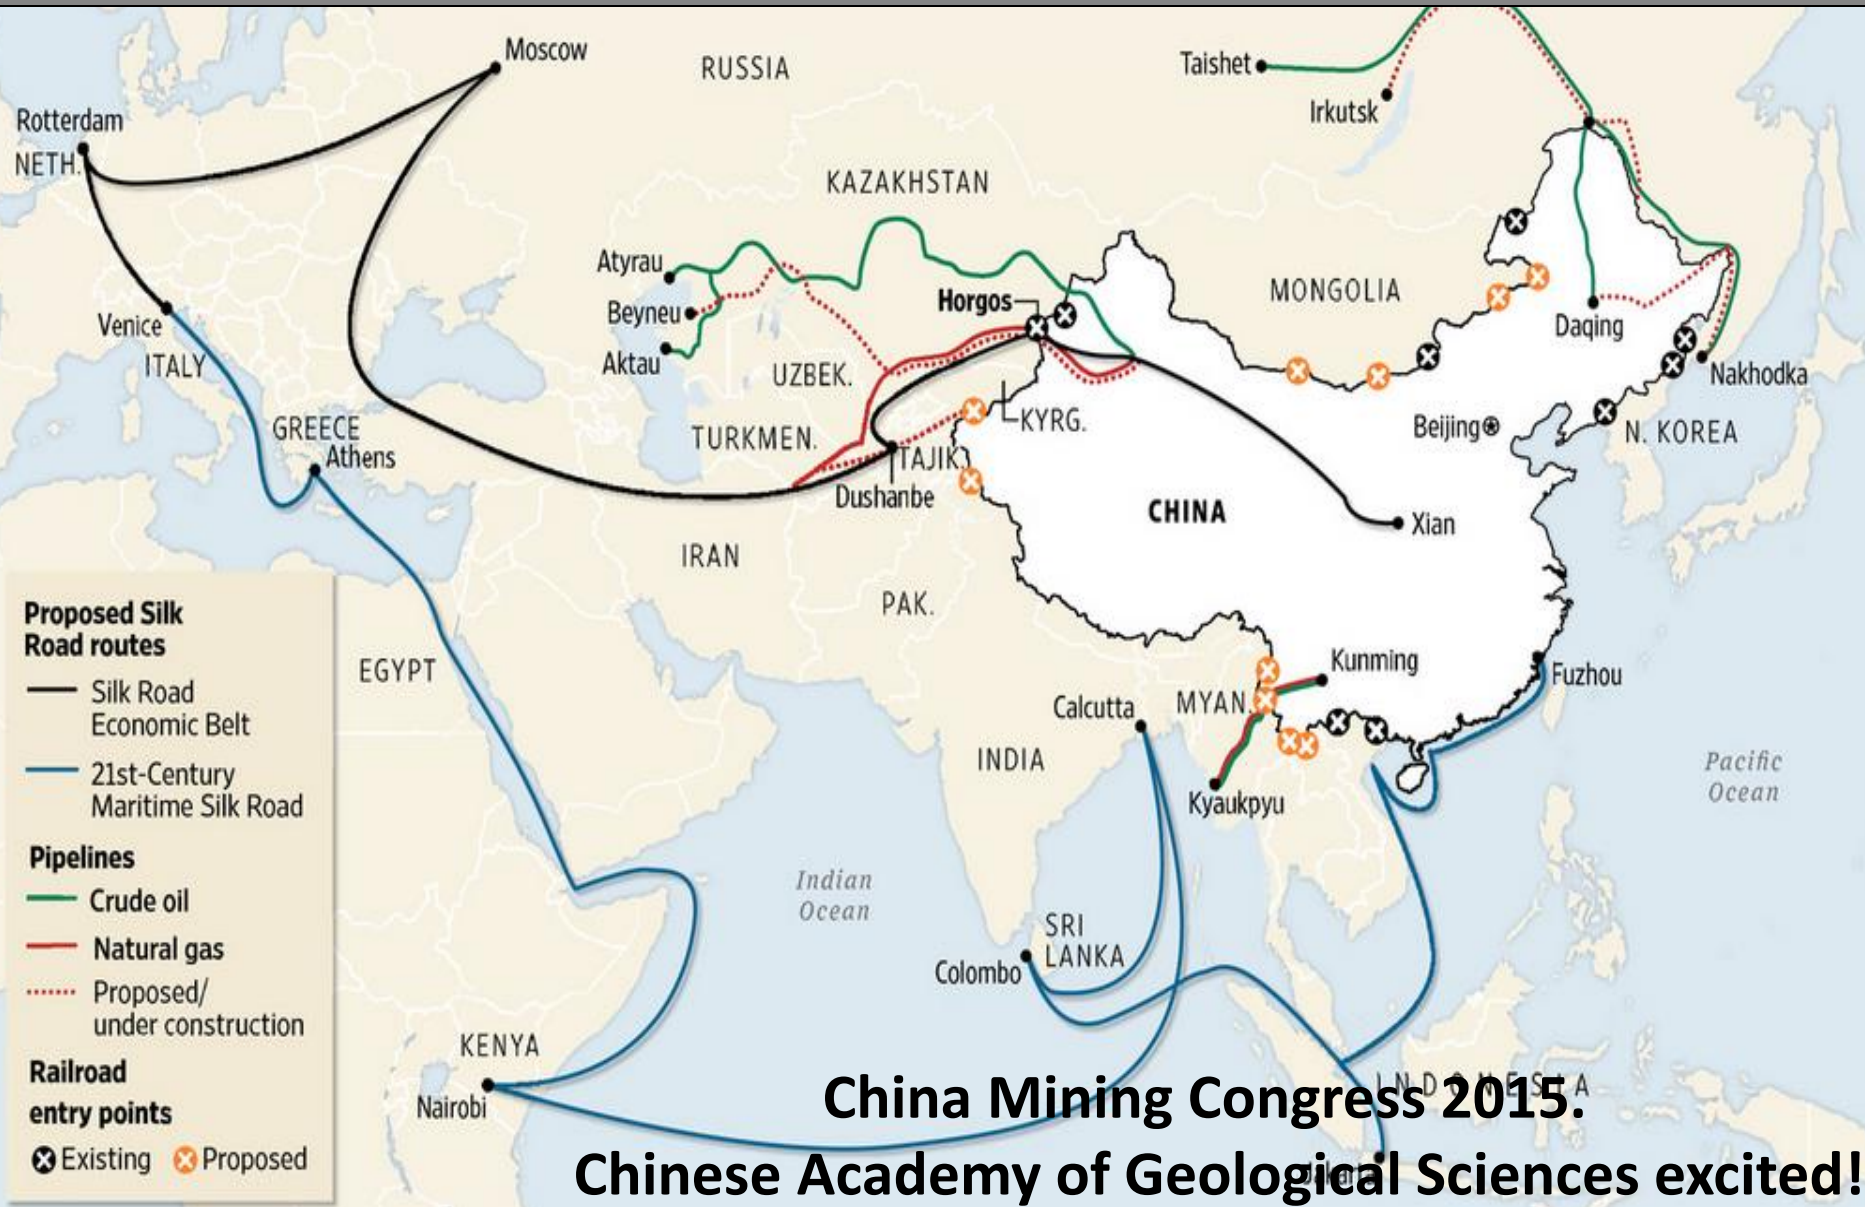 Moscow
RUSSIA
Taishet
Irkutsk
Rotterdam
NETH.
KAZAKHSTAN
Atyrau
Beyneu
Aktau
Horgos
MONGOLIA
Venice
ITALY
UZBEK.
Daqing
Nakhodka
KYRG.
GREECE
Athens
TURKMEN.
TAJIK.
Beijing
N. KOREA
Dushanbe
CHINA
Xian
IRAN
PAK.
Proposed Silk
Road routes
Silk Road
Economic Belt
21st-Century
Maritime Silk Road
Pipelines
Crude oil
Natural gas
Proposed/
under construction
Railroad
entry points
Existing
Proposed
EGYPT
Kunming
Fuzhou
Calcutta
MYAN.
INDIA
Kyaukpyu
Pacific
Ocean
Indian
Ocean
SRI
LANKA
Colombo
KENYA
Nairobi
INDONESIA
Jakarta
China Mining Congress 2015.
Chinese Academy of Geological Sciences excited!